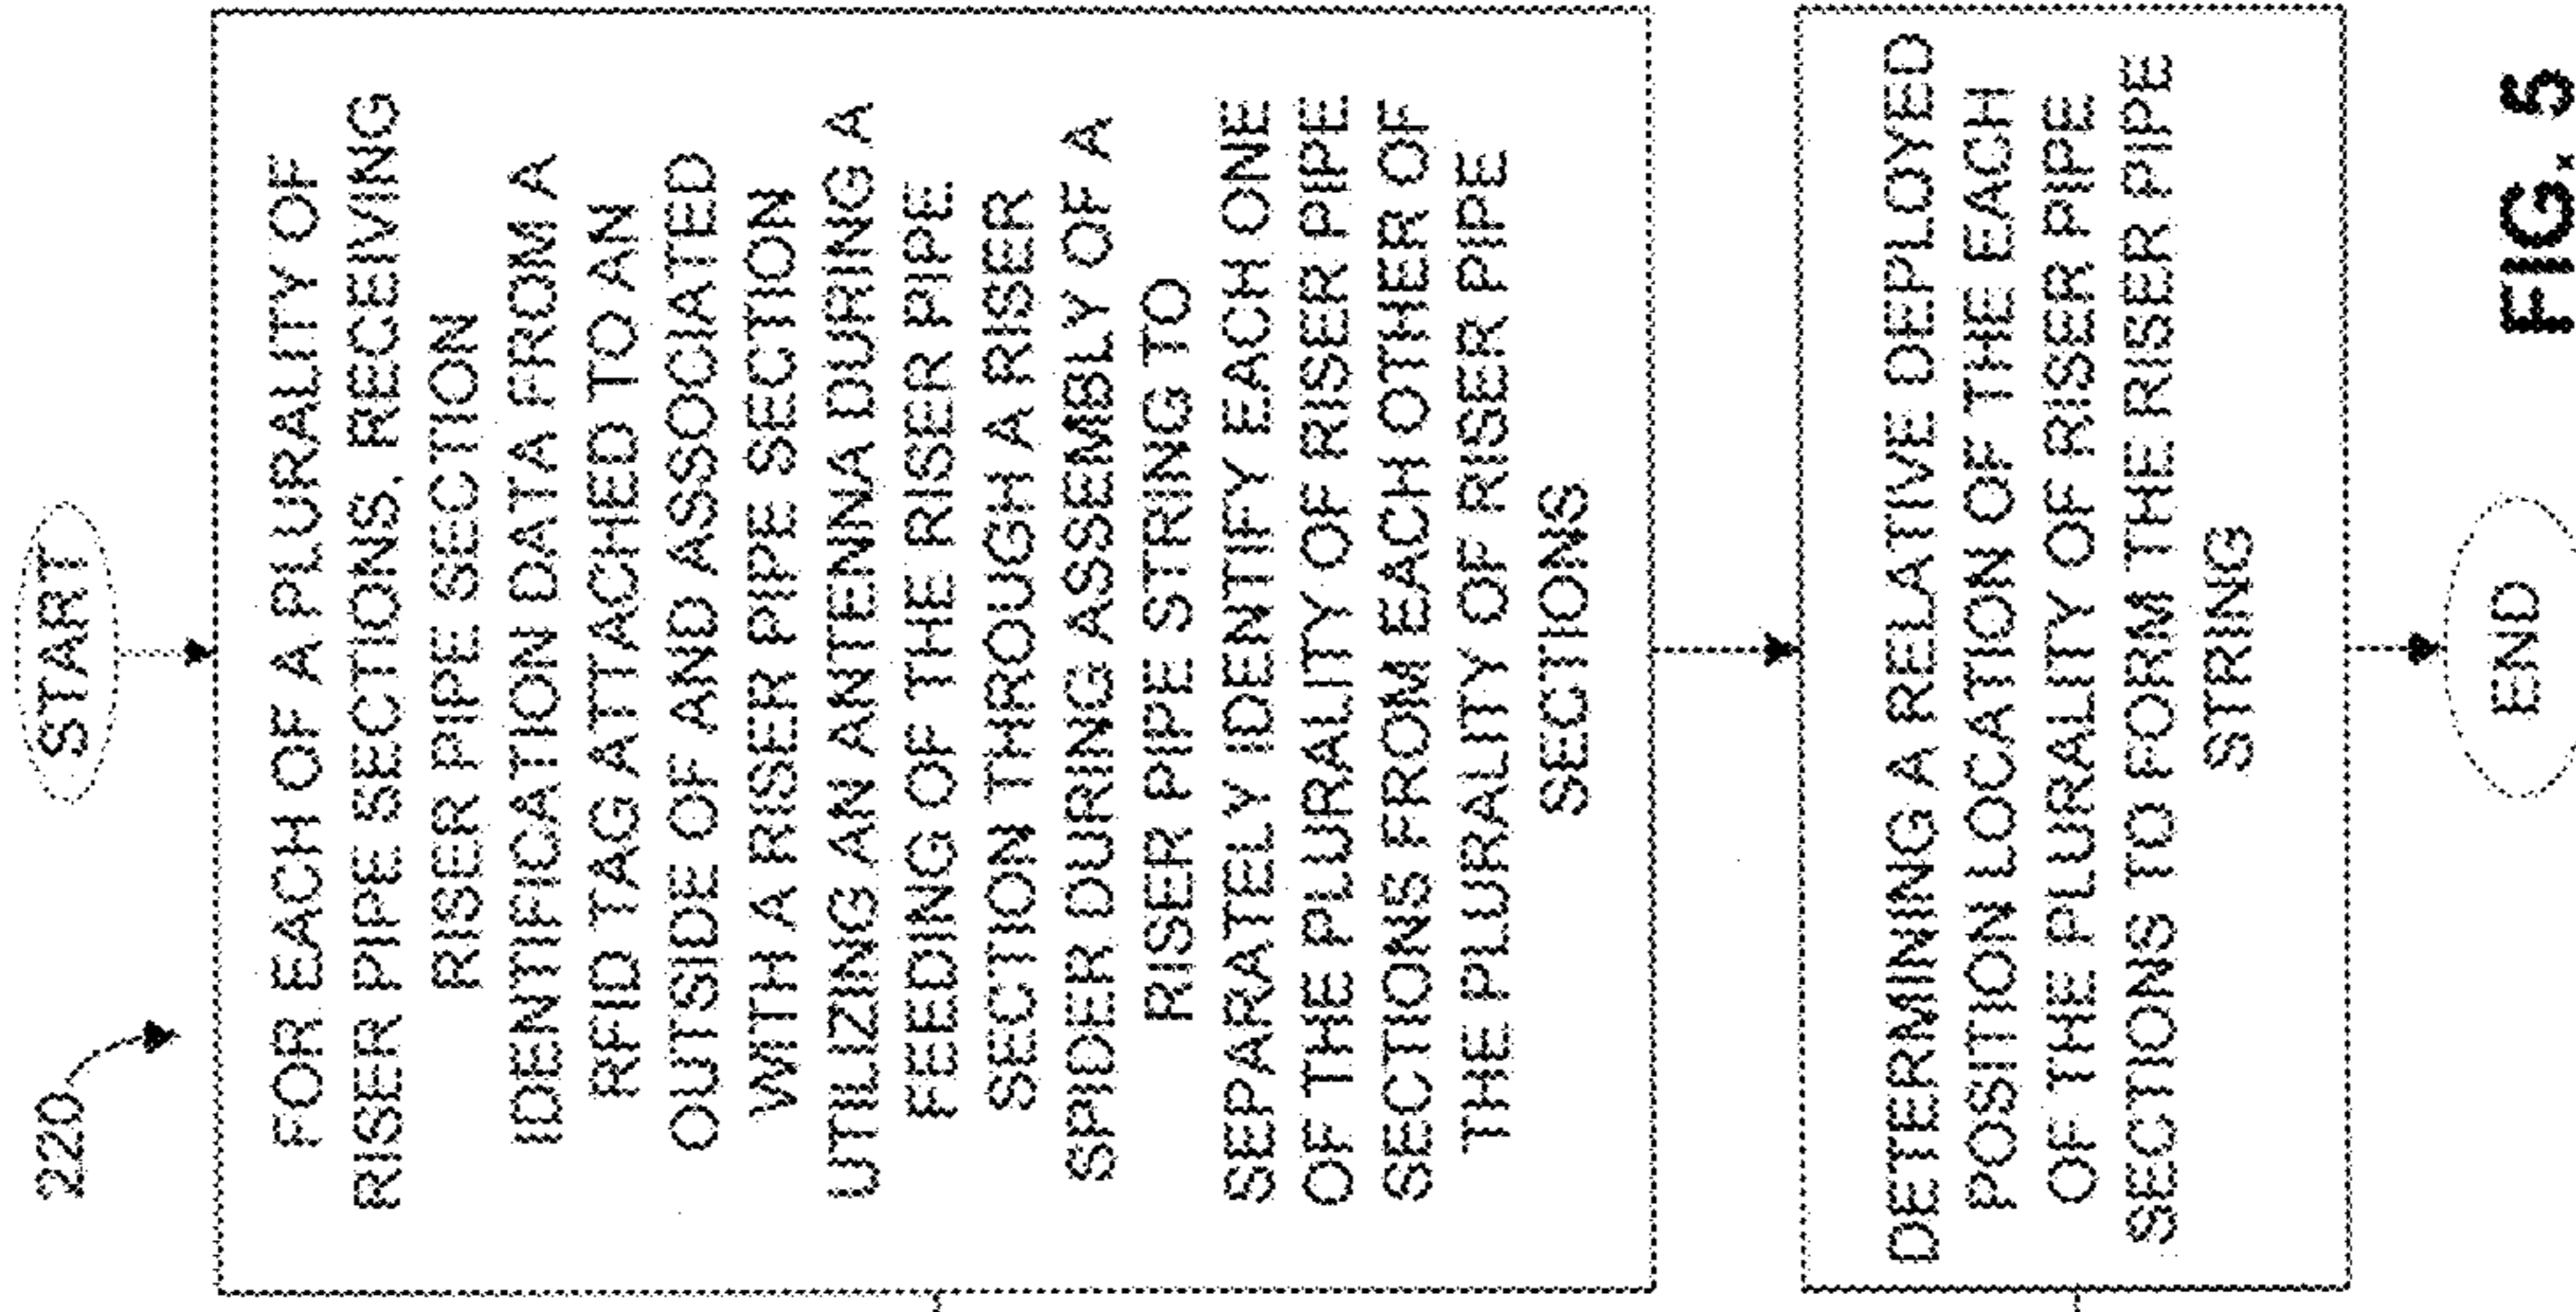 220
START
FOR EACH OF A PLURALITY OF
RISER PIPE SECTIONS, RECEIVING
RISER PIPE SECTION
IDENTIFICATION DATA FROM A
RFID TAG ATTACHED TO AN
OUTSIDE OF AND ASSOCIATED
WITH A RISER PIPE SECTION
UTILIZING AN ANTENNA DURING A
FEEDING OF THE RISER PIPE
SECTION THROUGH A RISER
SPIDER DURING ASSEMBLY OF A
RISER PIPE STRING TO
SEPARATELY IDENTIFY EACH ONE
OF THE PLURALITY OF RISER PIPE
SECTIONS FROM EACH OTHER OF
THE PLURALITY OF RISER PIPE
SECTIONS
DETERMINING A RELATIVE DEPLOYED
POSITION LOCATION OF THE EACH
OF THE PLURALITY OF RISER PIPE
SECTIONS TO FORM THE RISER PIPE
STRING
END
FIG. 5